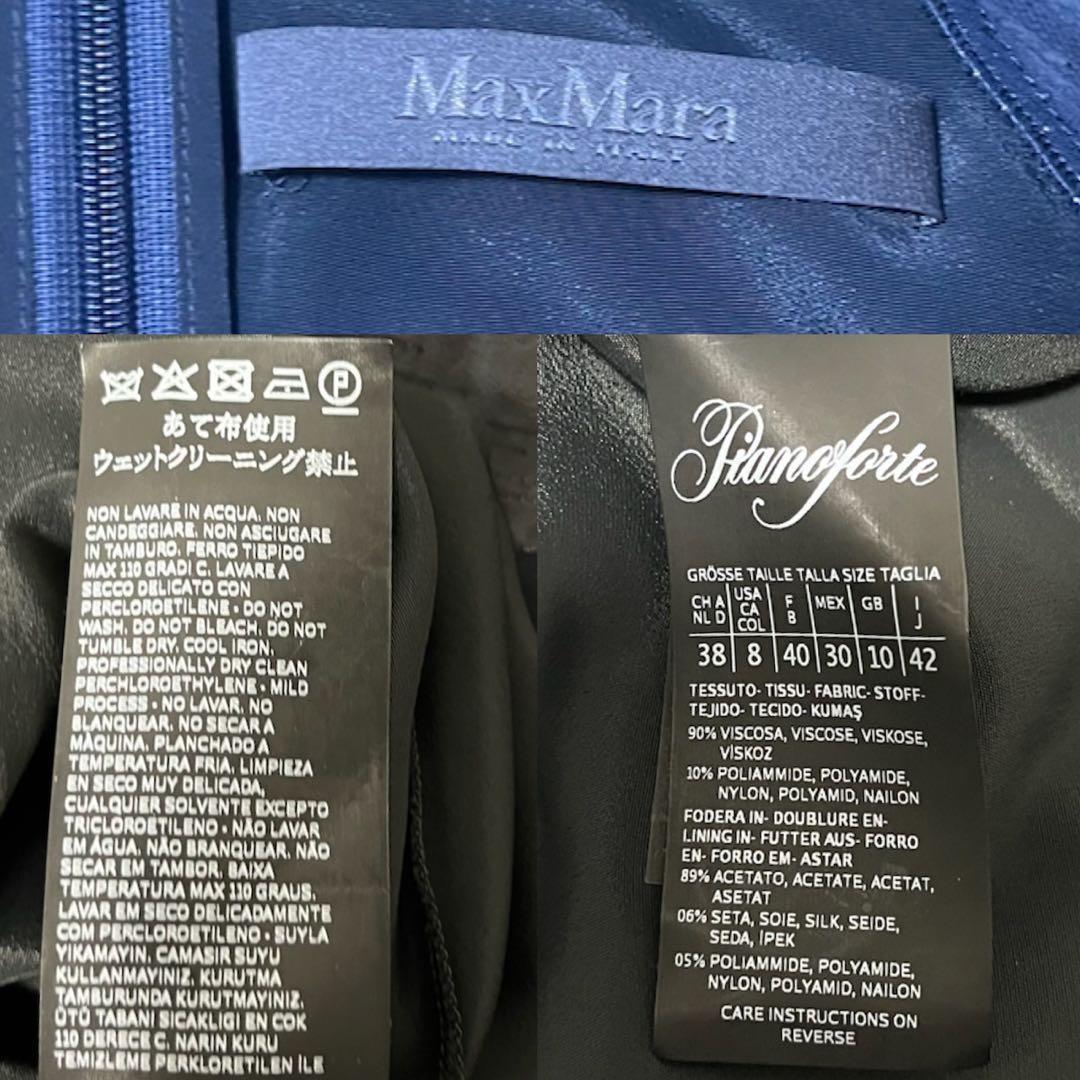 MaxMara
MADE IN ITALY
P
あて布使用
ウェットクリーニング禁止
NON LAVARE IN ACQUA, NON
CANDEGGIARE, NON ASCIUGARE
IN TAMBURO, FERRO TIEPIDO
MAX 110 GRADI C. LAVARE A
SECCO DELICATO CON
PERCLOROETILENE • DO NOT
WASH, DO NOT BLEACH, DO NOT
TUMBLE DRY, COOL IRON,
PROFESSIONALLY DRY CLEAN
PERCHLOROETHYLENE • MILD
PROCESS • NO LAVAR, NO
BLANQUEAR, NO SECAR A
MÀQUINA, PLANCHADO A
TEMPERATURA FRIA, LIMPIEZA
EN SECO MUY DELICADA,
CUALQUIER SOLVENTE EXCEPTO
TRICLOROETILENO • NÃO LAVAR
EM ÁGUA, NÃO BRANQUEAR, NÃO
SECAR EM TAMBOR, BAIXA
TEMPERATURA MAX 110 GRAUS,
LAVAR EM SECO DELICADAMENTE
COM PERCLOROETILENO • SUYLA
YIKAMAYIN, CAMASIR SUYU
KULLANMAYINIZ, KURUTMA
TAMBURUNDA KURUTMAYINIZ,
ÜTÜ TABANI SICAKLIGI EN COK
110 DERECE C, NARIN KURU
TEMIZLEME PERKLORETILEN İLE
Pianoforte
GRÖSSE TAILLE TALLA SIZE TAGLIA
CH A NL D USA CA COL F B MEX GB I J
38 8 40 30 10 42
TESSUTO- TISSU- FABRIC- STOFF-
TEJIDO- TECIDO- KUMAŞ
90% VISCOSA, VISCOSE, VISKOSE,
VİSKOZ
10% POLIAMMIDE, POLYAMIDE,
NYLON, POLYAMID, NAILON
FODERA IN- DOUBLURE EN-
LINING IN- FUTTER AUS- FORRO
EN- FORRO EM- ASTAR
89% ACETATO, ACETATE, ACETAT,
ASETAT
06% SETA, SOIE, SILK, SEIDE,
SEDA, İPEK
05% POLIAMMIDE, POLYAMIDE,
NYLON, POLYAMID, NAILON
CARE INSTRUCTIONS ON
REVERSE